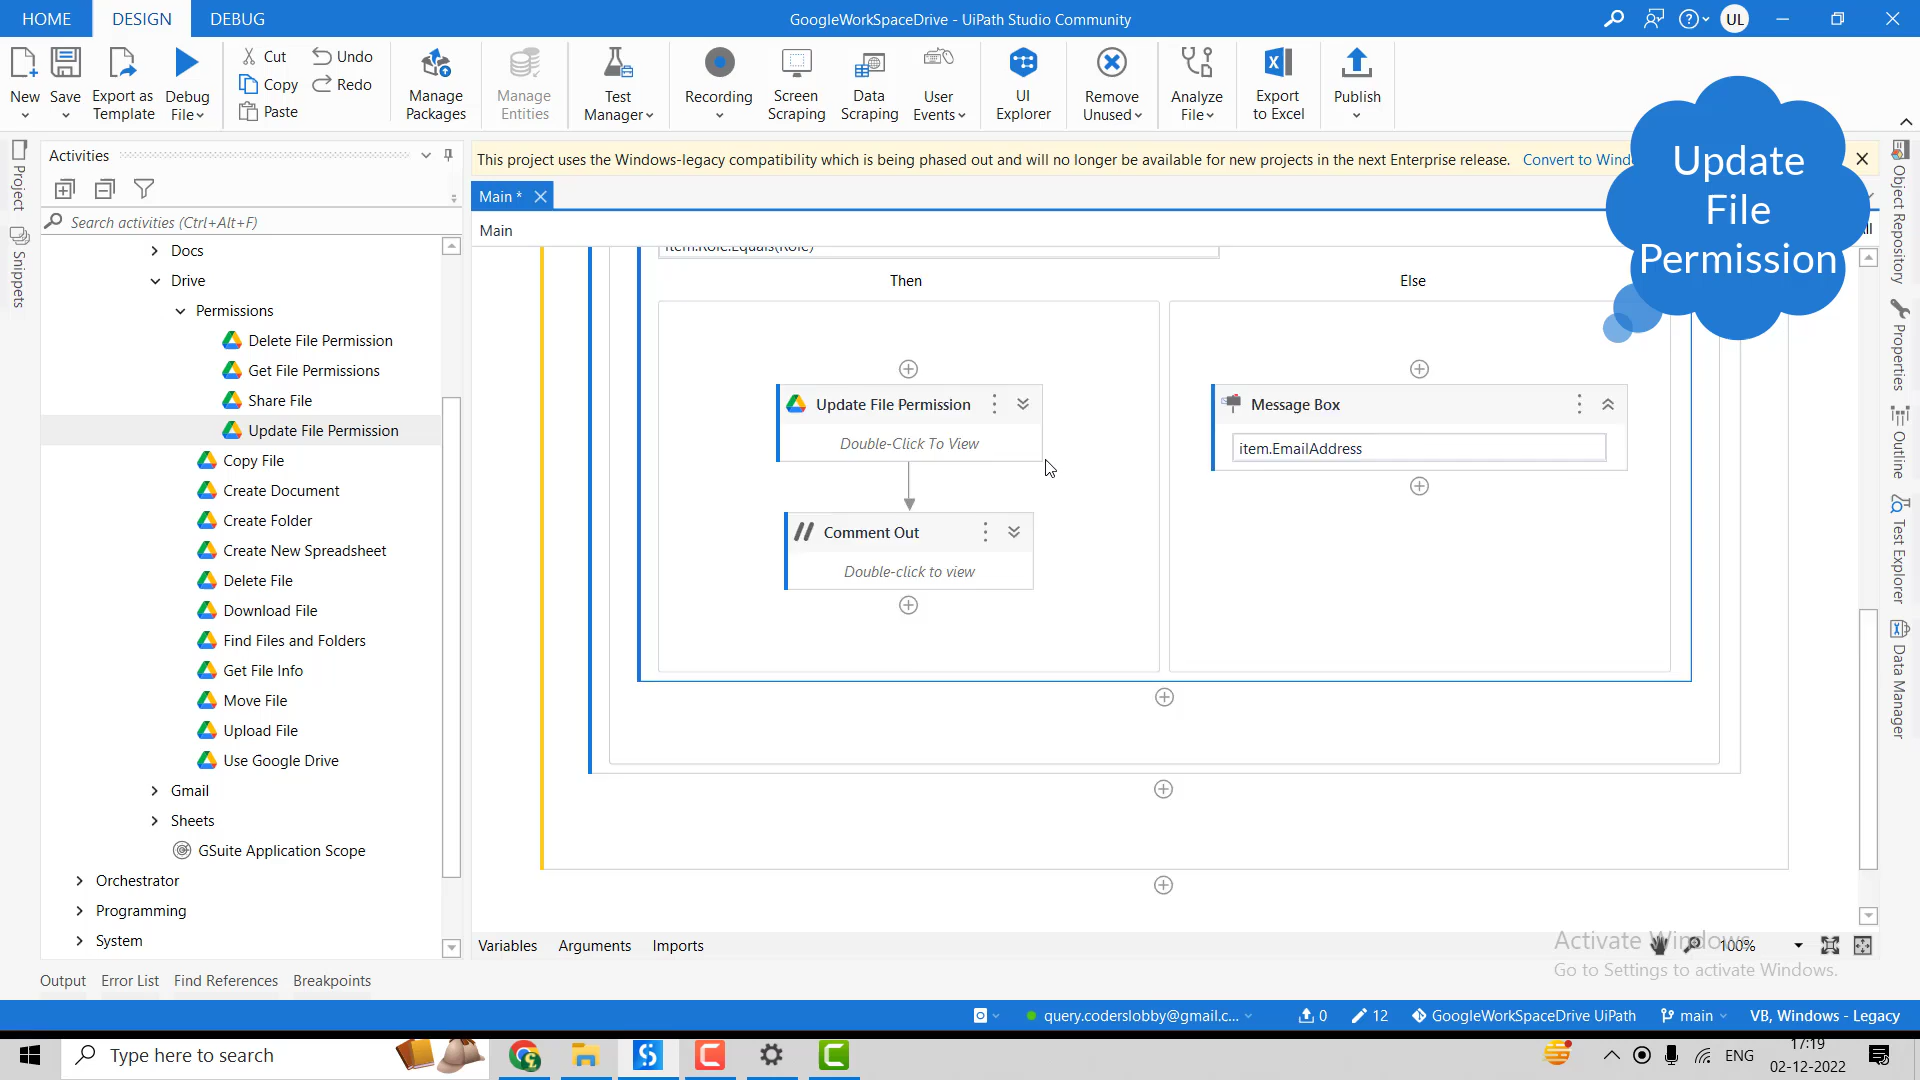 HOME DESIGN DEBUG
GoogleWorkSpaceDrive - UiPath Studio Community
UL
New
Save
Export as
Template
Debug
File
Cut
Copy
Paste
Undo
Redo
Manage
Packages
Manage
Entities
Test
Manager
Recording
Screen
Scraping
Data
Scraping
User
Events
UI
Explorer
Remove
Unused
Analyze
File
Export
to Excel
Publish
Update
File
Permission
Project
Snippets
Activities
Search activities (Ctrl+Alt+F)
Docs
Drive
Permissions
Delete File Permission
Get File Permissions
Share File
Update File Permission
Copy File
Create Document
Create Folder
Create New Spreadsheet
Delete File
Download File
Find Files and Folders
Get File Info
Move File
Upload File
Use Google Drive
Gmail
Sheets
GSuite Application Scope
Orchestrator
Programming
System
This project uses the Windows-legacy compatibility which is being phased out and will no longer be available for new projects in the next Enterprise release. Convert to Wind
Main *
Main
item.Role.Equals(Role)
Then
Else
Update File Permission
Double-Click To View
Comment Out
Double-click to view
Message Box
item.EmailAddress
Object Repository
Properties
Outline
Test Explorer
Data Manager
Variables Arguments Imports
100%
Activate Windows
Go to Settings to activate Windows.
Output Error List Find References Breakpoints
query.coderslobby@gmail.c...
0
12
GoogleWorkSpaceDrive UiPath
main
VB, Windows - Legacy
Type here to search
ENG
17:19
02-12-2022